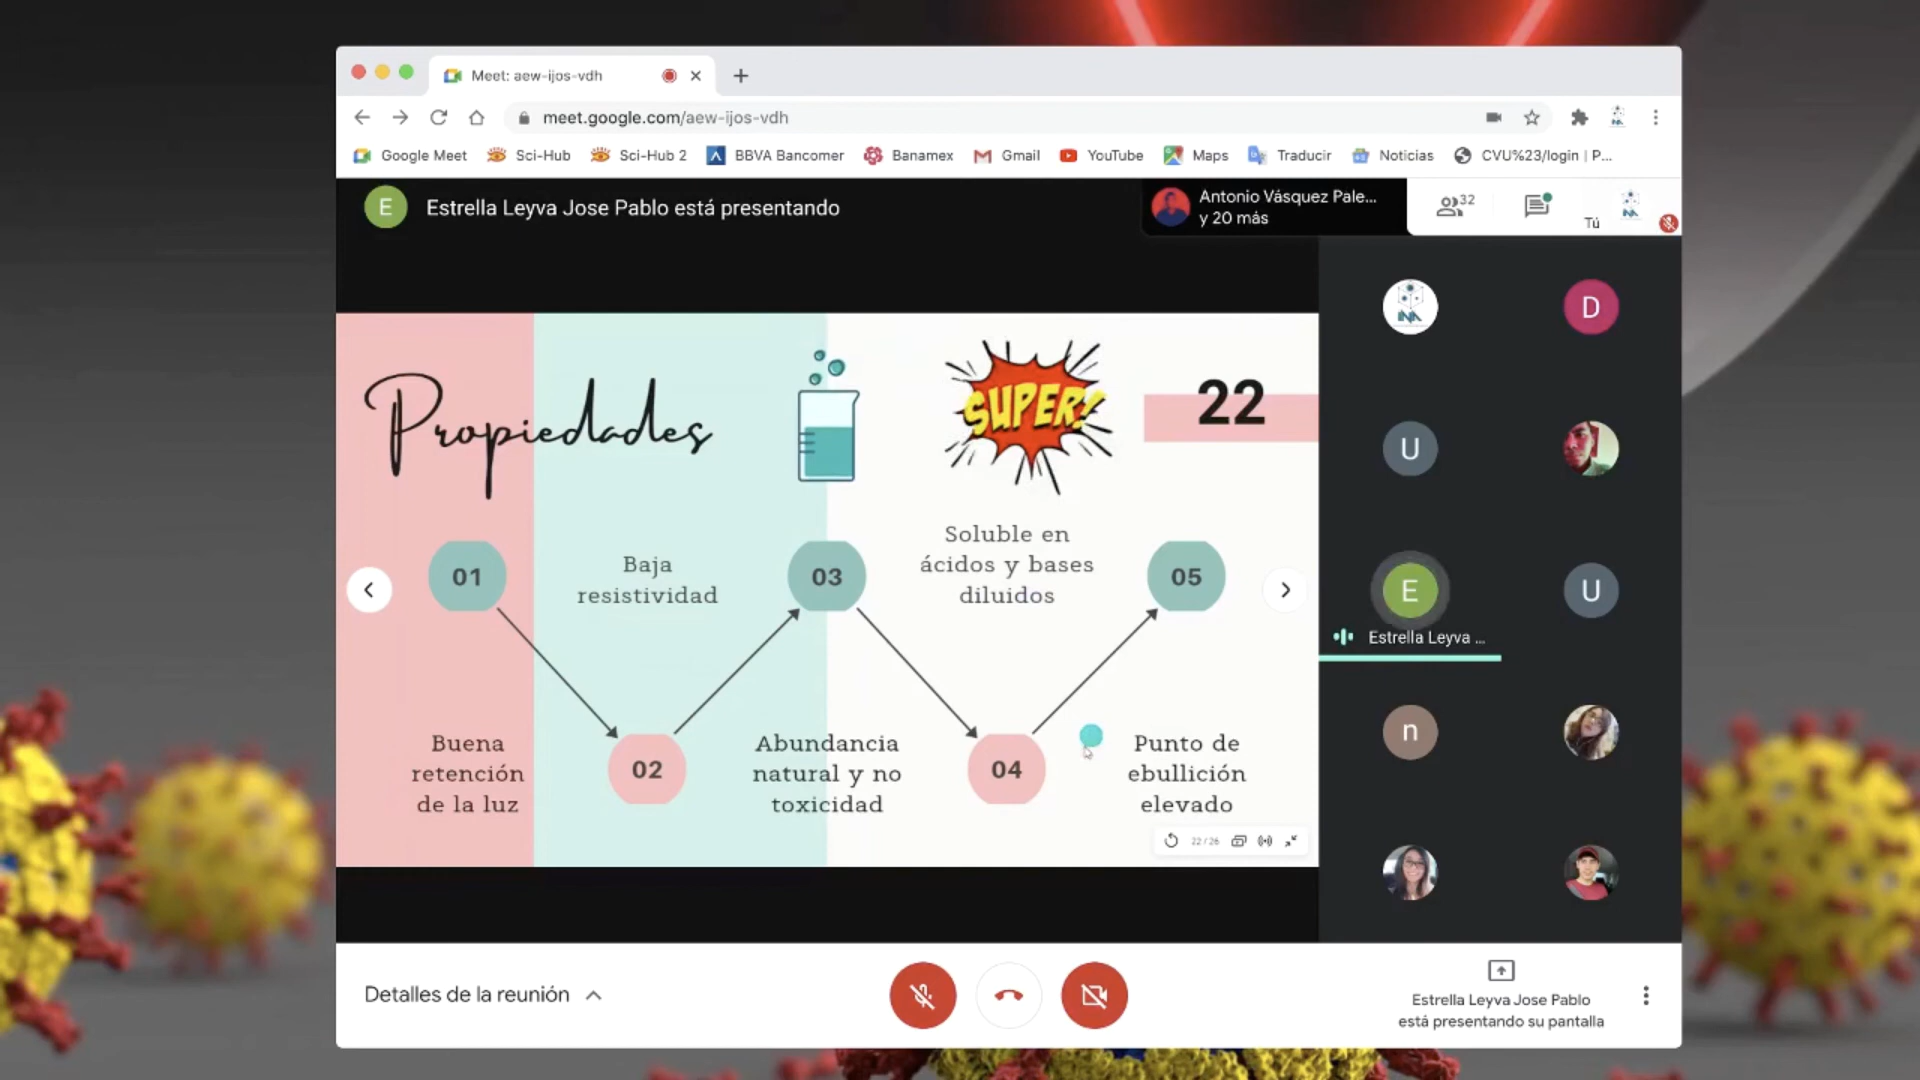 Meet: aew-ijos-vdh
meet.google.com/aew-ijos-vdh
Google Meet
Sci-Hub
Sci-Hub 2
BBVA Bancomer
Banamex
Gmail
YouTube
Maps
Traducir
Noticias
CVU%23/login | P...
E
Estrella Leyva Jose Pablo está presentando
Antonio Vásquez Pale...
y 20 más
32
Tú
Propiedades
SUPER!
22
01
Baja
resistividad
03
Soluble en
ácidos y bases
diluidos
05
Buena
retención
de la luz
02
Abundancia
natural y no
toxicidad
04
Punto de
ebullición
elevado
22 / 26
INA
D
U
E
U
Estrella Leyva ...
n
Detalles de la reunión
Estrella Leyva Jose Pablo
está presentando su pantalla